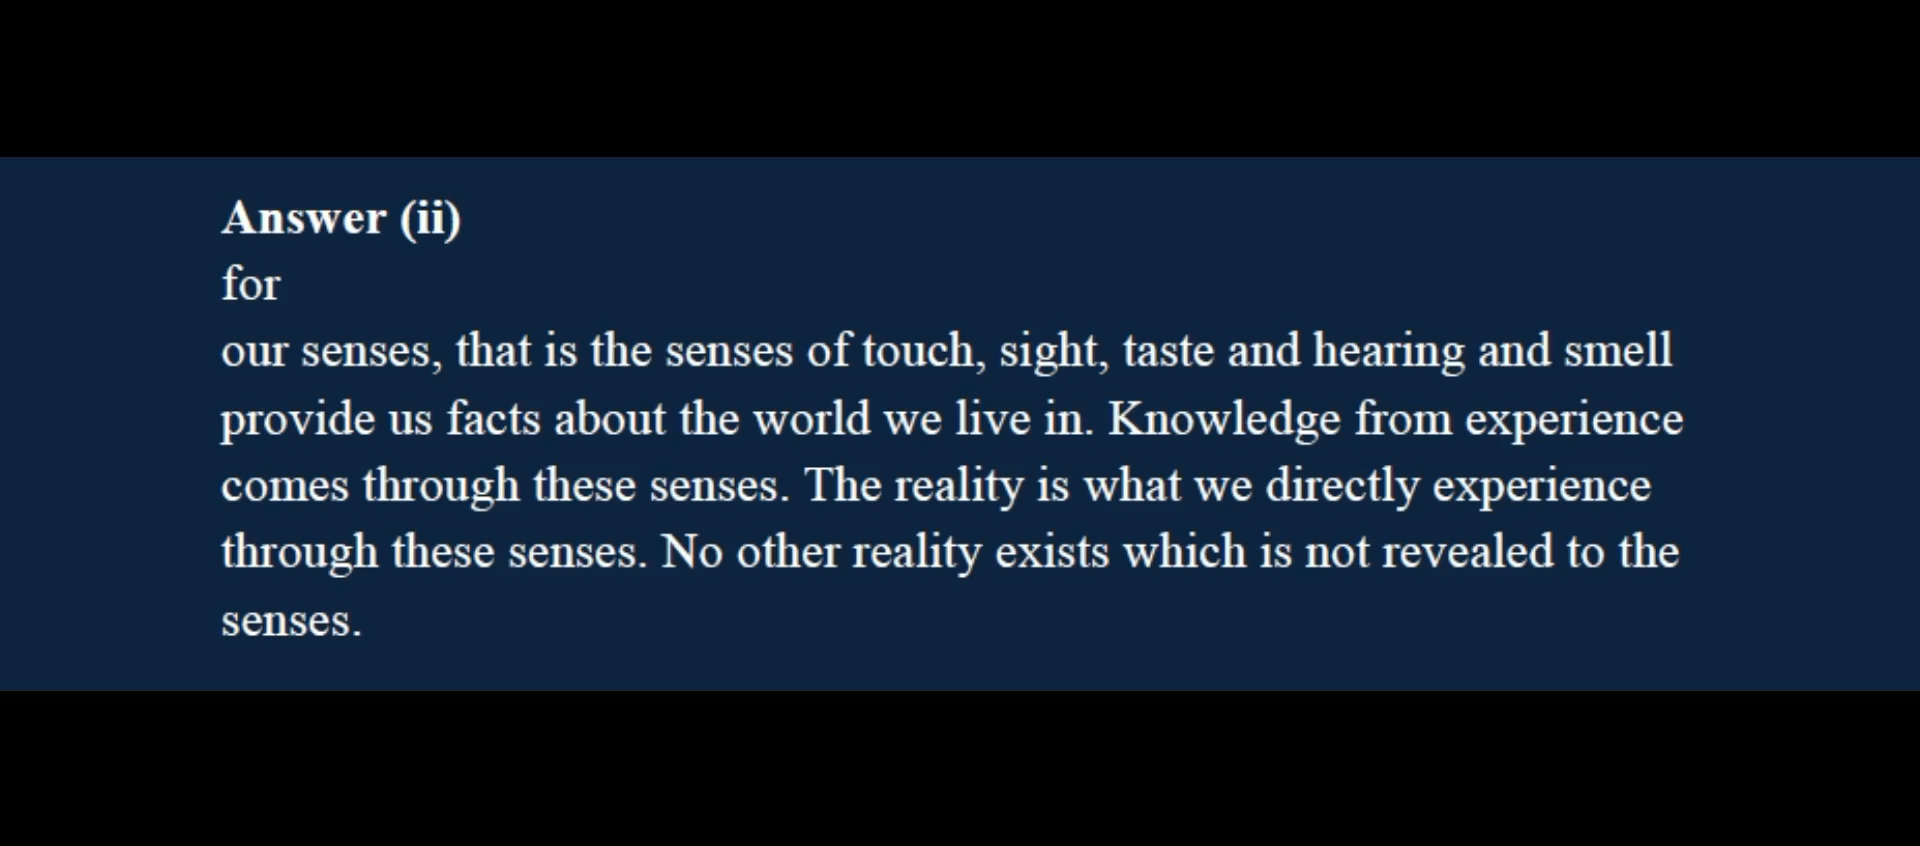 Answer (ii)
for
our senses, that is the senses of touch, sight, taste and hearing and smell
provide us facts about the world we live in. Knowledge from experience
comes through these senses. The reality is what we directly experience
through these senses. No other reality exists which is not revealed to the
senses.